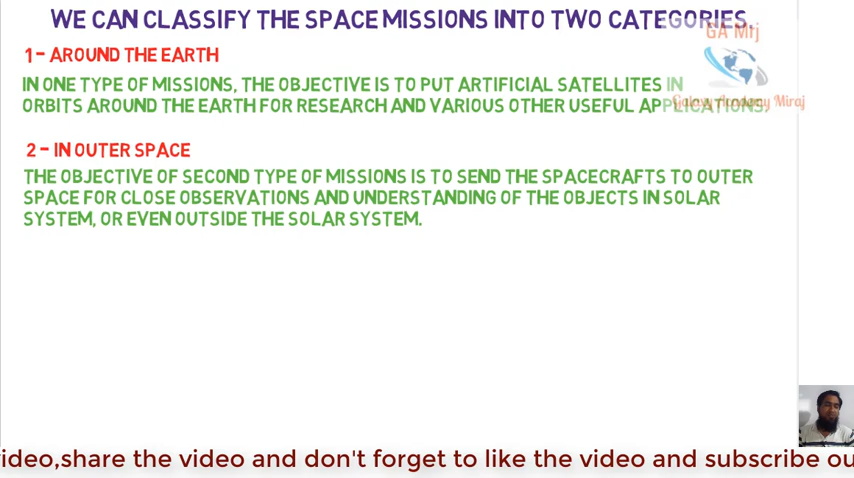 WE CAN CLASSIFY THE SPACE MISSIONS INTO TWO CATEGORIES.
GA Mrj
1- AROUND THE EARTH
IN ONE TYPE OF MISSIONS, THE OBJECTIVE IS TO PUT ARTIFICIAL SATELLITES IN
ORBITS AROUND THE EARTH FOR RESEARCH AND VARIOUS OTHER USEFUL APPLICATIONS.
Galaxy Academy Miraj
2- IN OUTER SPACE
THE OBJECTIVE OF SECOND TYPE OF MISSIONS IS TO SEND THE SPACECRAFTS TO OUTER
SPACE FOR CLOSE OBSERVATIONS AND UNDERSTANDING OF THE OBJECTS IN SOLAR
SYSTEM, OR EVEN OUTSIDE THE SOLAR SYSTEM.
video,share the video and don't forget to like the video and subscribe ou